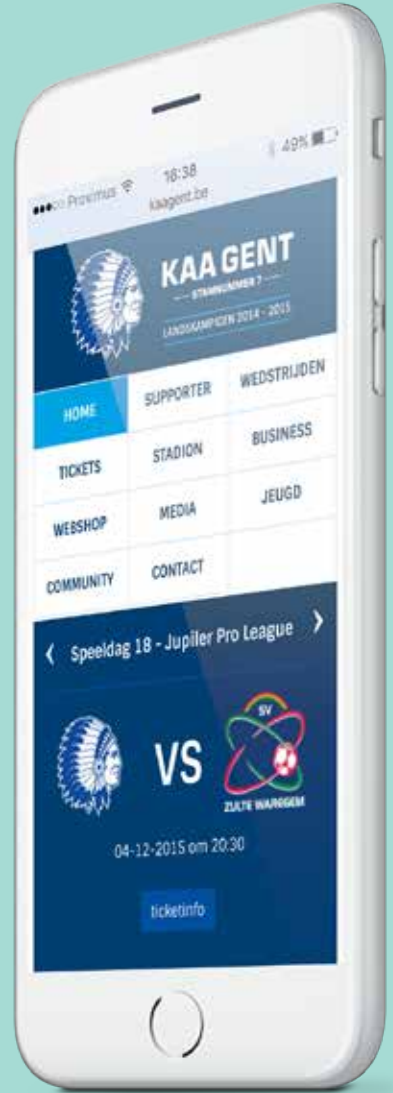 Proximus 16:38 49%
kaagent.be
KAA GENT
STAMNUMMER 7
LANDSKAMPIOEN 2014 - 2015
HOME SUPPORTER WEDSTRIJDEN
TICKETS STADION BUSINESS
WEBSHOP MEDIA JEUGD
COMMUNITY CONTACT
Speeldag 18 - Jupiler Pro League
VS
SV
ZULTE WAREGEM
04-12-2015 om 20:30
ticketinfo